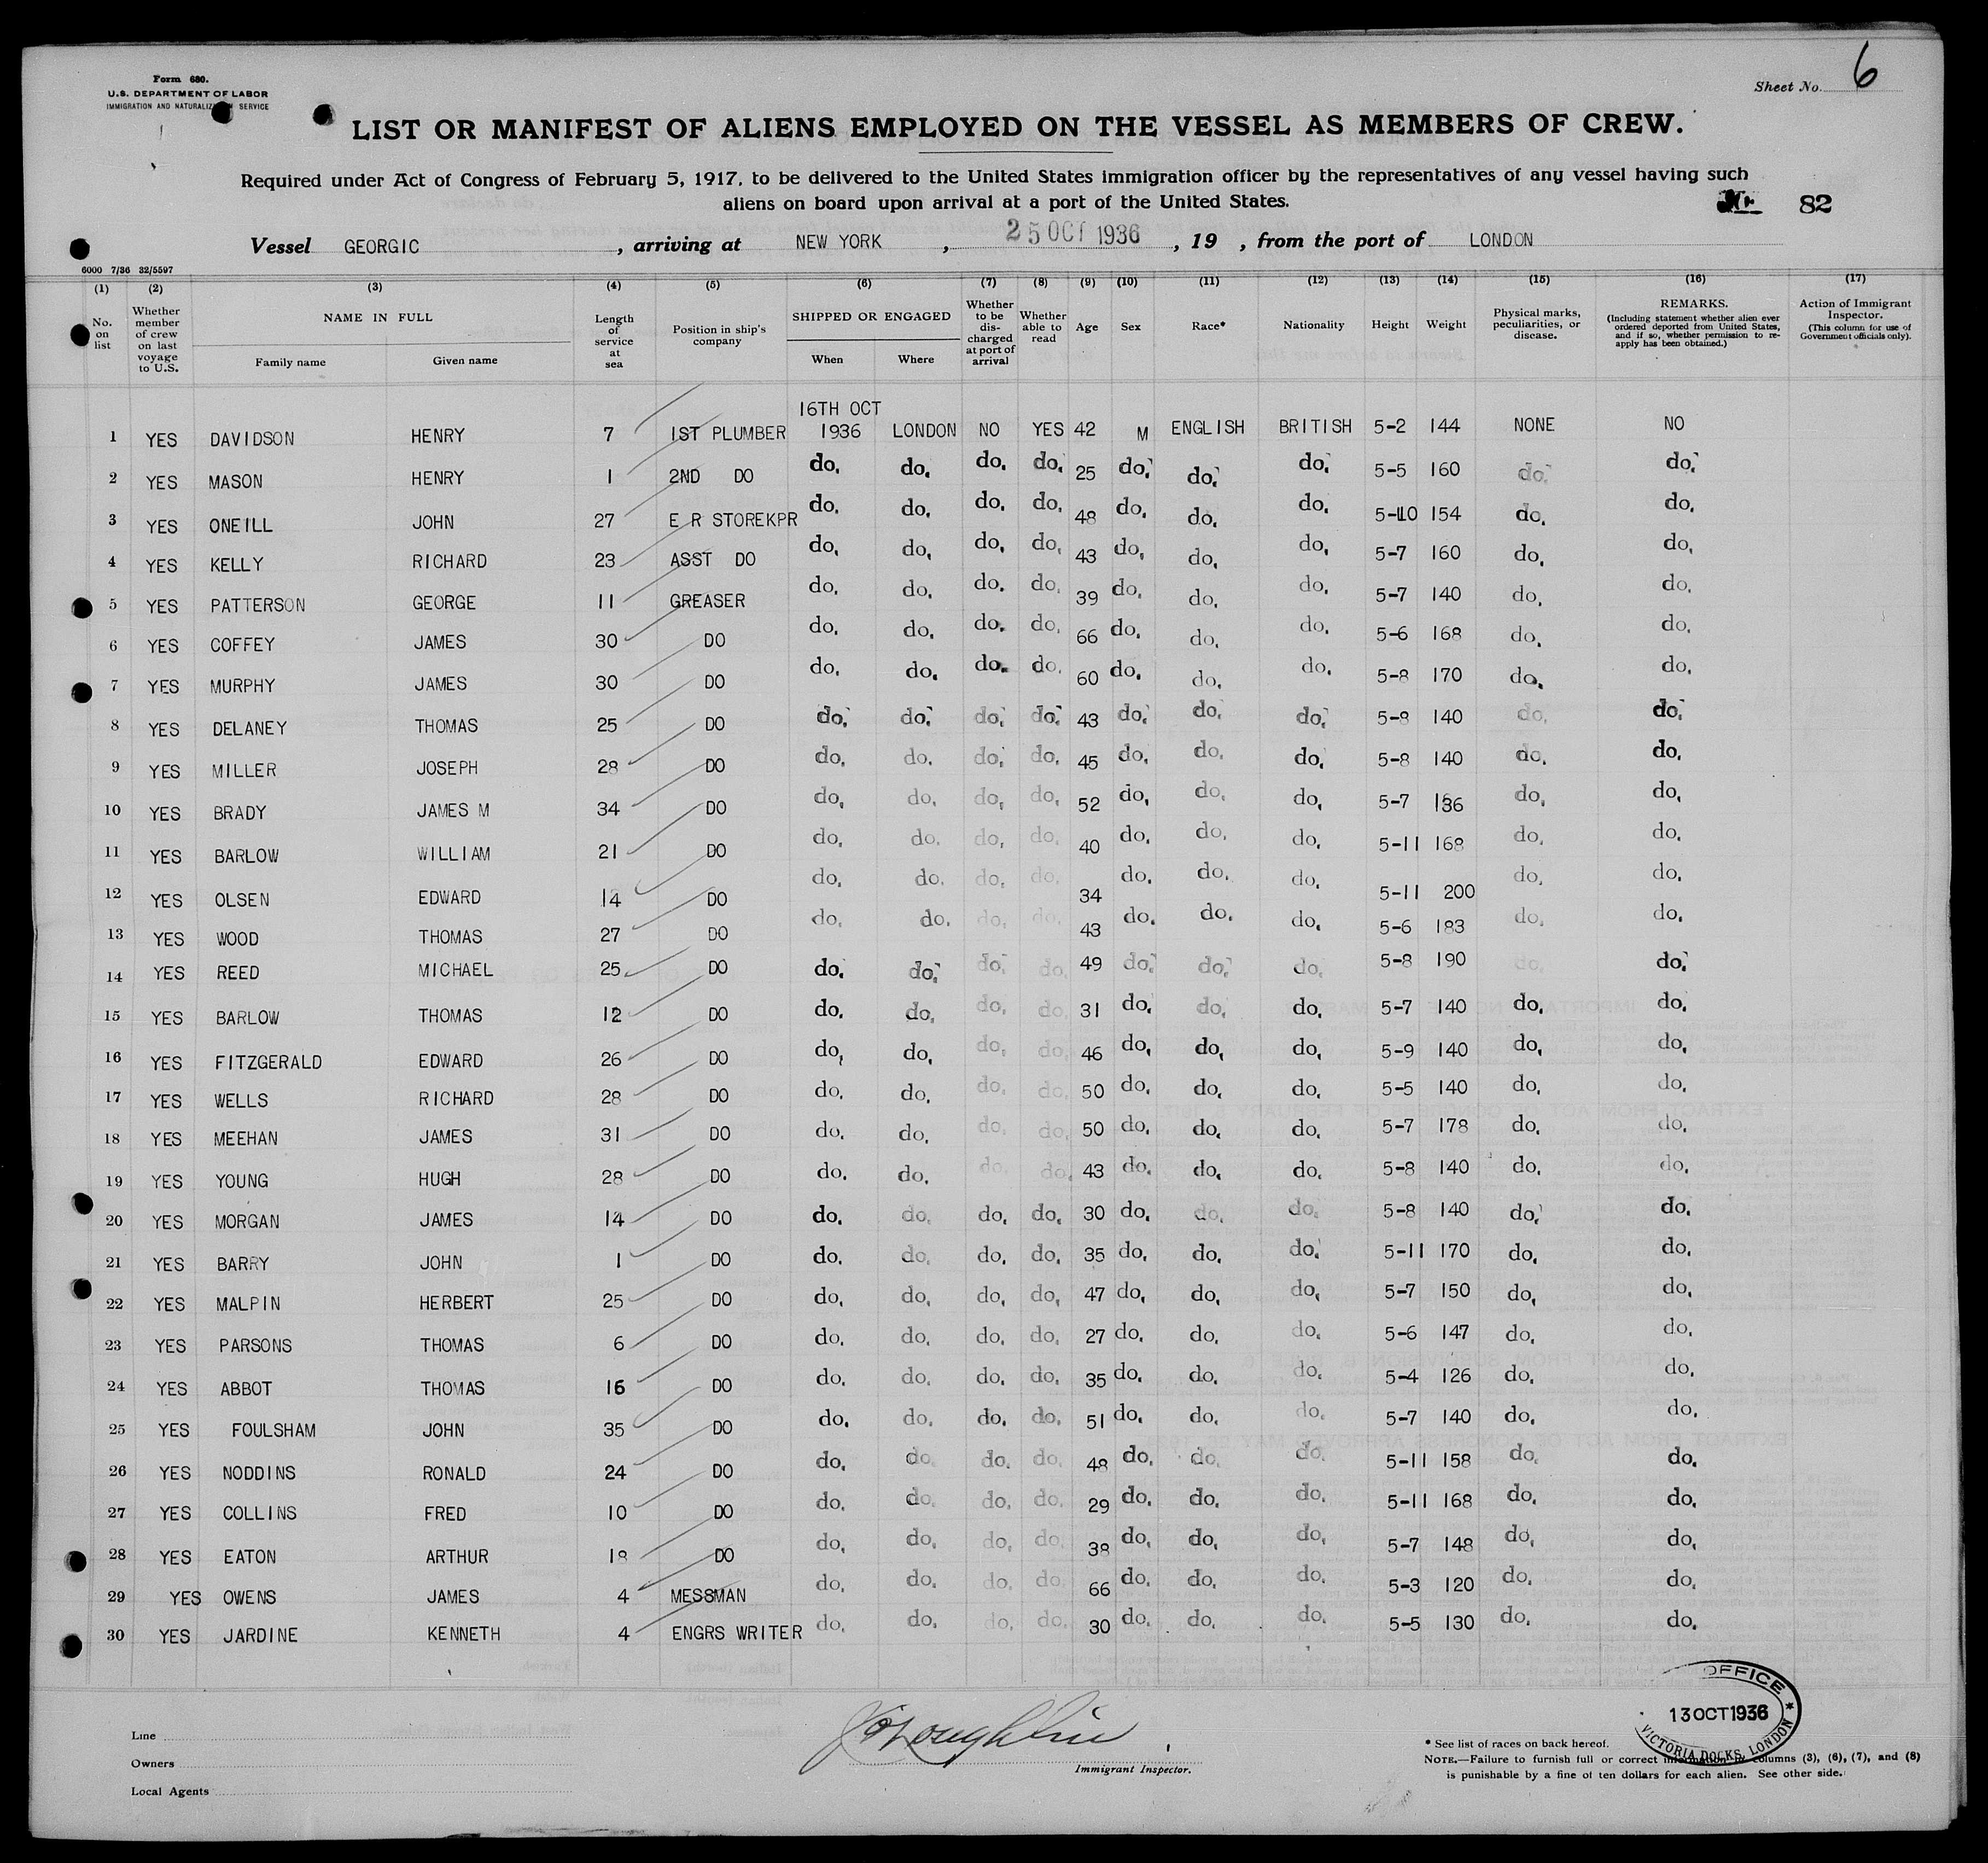 Form 680.
U.S. DEPARTMENT OF LABOR
IMMIGRATION AND NATURALIZATION SERVICE
Sheet No. 6
LIST OR MANIFEST OF ALIENS EMPLOYED ON THE VESSEL AS MEMBERS OF CREW.
Required under Act of Congress of February 5, 1917, to be delivered to the United States immigration officer by the representatives of any vessel having such
aliens on board upon arrival at a port of the United States.
82
Vessel GEORGIC, arriving at NEW YORK, 25 OCT 1936, 19 , from the port of LONDON
6000 7/36 32/5597
(1) (2) (3) (4) (5) (6) (7) (8) (9) (10) (11) (12) (13) (14) (15) (16) (17)
No. on list
Whether member of crew on last voyage to U.S.
NAME IN FULL
Family name
Given name
Length of service at sea
Position in ship's company
SHIPPED OR ENGAGED
When
Where
Whether to be discharged at port of arrival
Whether able to read
Age
Sex
Race*
Nationality
Height
Weight
Physical marks, peculiarities, or disease.
REMARKS.
(Including statement whether alien ever ordered deported from United States, and if so, whether permission to re-apply has been obtained.)
Action of Immigrant Inspector.
(This column for use of Government officials only).
1 YES DAVIDSON HENRY 7 1ST PLUMBER 16TH OCT 1936 LONDON NO YES 42 M ENGLISH BRITISH 5-2 144 NONE NO
2 YES MASON HENRY 1 2ND DO do. do. do. do. 25 do. do. do. 5-5 160 do. do.
3 YES ONEILL JOHN 27 E R STOREKPR do. do. do. do. 48 do. do. do. 5-10 154 do. do.
4 YES KELLY RICHARD 23 ASST DO do. do. do. do. 43 do. do. do. 5-7 160 do. do.
5 YES PATTERSON GEORGE 11 GREASER do. do. do. do. 39 do. do. do. 5-7 140 do. do.
6 YES COFFEY JAMES 30 DO do. do. do. do. 66 do. do. do. 5-6 168 do. do.
7 YES MURPHY JAMES 30 DO do. do. do. do. 60 do. do. do. 5-8 170 do. do.
8 YES DELANEY THOMAS 25 DO do. do. do. do. 43 do. do. do. 5-8 140 do. do.
9 YES MILLER JOSEPH 28 DO do. do. do. do. 45 do. do. do. 5-8 140 do. do.
10 YES BRADY JAMES M 34 DO do. do. do. do. 52 do. do. do. 5-7 136 do. do.
11 YES BARLOW WILLIAM 21 DO do. do. do. do. 40 do. do. do. 5-11 168 do. do.
12 YES OLSEN EDWARD 14 DO do. do. do. do. 34 do. do. do. 5-11 200 do. do.
13 YES WOOD THOMAS 27 DO do. do. do. do. 43 do. do. do. 5-6 183 do. do.
14 YES REED MICHAEL 25 DO do. do. do. do. 49 do. do. do. 5-8 190 do. do.
15 YES BARLOW THOMAS 12 DO do. do. do. do. 31 do. do. do. 5-7 140 do. do.
16 YES FITZGERALD EDWARD 26 DO do. do. do. do. 46 do. do. do. 5-9 140 do. do.
17 YES WELLS RICHARD 28 DO do. do. do. do. 50 do. do. do. 5-5 140 do. do.
18 YES MEEHAN JAMES 31 DO do. do. do. do. 50 do. do. do. 5-7 178 do. do.
19 YES YOUNG HUGH 28 DO do. do. do. do. 43 do. do. do. 5-8 140 do. do.
20 YES MORGAN JAMES 14 DO do. do. do. do. 30 do. do. do. 5-8 140 do. do.
21 YES BARRY JOHN 1 DO do. do. do. do. 35 do. do. do. 5-11 170 do. do.
22 YES MALPIN HERBERT 25 DO do. do. do. do. 47 do. do. do. 5-7 150 do. do.
23 YES PARSONS THOMAS 6 DO do. do. do. do. 27 do. do. do. 5-6 147 do. do.
24 YES ABBOT THOMAS 16 DO do. do. do. do. 35 do. do. do. 5-4 126 do. do.
25 YES FOULSHAM JOHN 35 DO do. do. do. do. 51 do. do. do. 5-7 140 do. do.
26 YES NODDINS RONALD 24 DO do. do. do. do. 48 do. do. do. 5-11 158 do. do.
27 YES COLLINS FRED 10 DO do. do. do. do. 29 do. do. do. 5-11 168 do. do.
28 YES EATON ARTHUR 18 DO do. do. do. do. 38 do. do. do. 5-7 148 do. do.
29 YES OWENS JAMES 4 MESSMAN do. do. do. do. 66 do. do. do. 5-3 120 do. do.
30 YES JARDINE KENNETH 4 ENGRS WRITER do. do. do. do. 30 do. do. do. 5-5 130 do. do.
OFFICE
13 OCT 1936
VICTORIA DOCKS, LONDON
Line
Owners
Local Agents
Immigrant Inspector.
* See list of races on back hereof.
NOTE.—Failure to furnish full or correct information in columns (3), (6), (7), and (8)
is punishable by a fine of ten dollars for each alien. See other side.